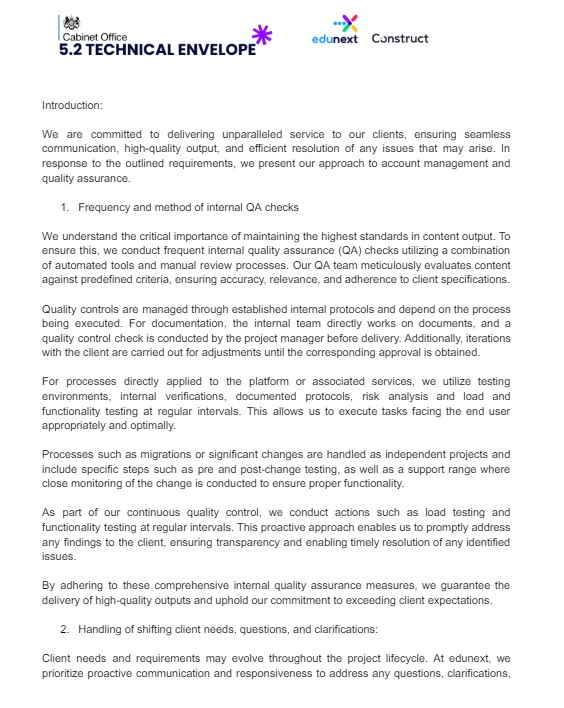 Cabinet Office
5.2 TECHNICAL ENVELOPE
edunext Construct
Introduction:
We are committed to delivering unparalleled service to our clients, ensuring seamless
communication, high-quality output, and efficient resolution of any issues that may arise. In
response to the outlined requirements, we present our approach to account management and
quality assurance.
1. Frequency and method of internal QA checks
We understand the critical importance of maintaining the highest standards in content output. To
ensure this, we conduct frequent internal quality assurance (QA) checks utilizing a combination
of automated tools and manual review processes. Our QA team meticulously evaluates content
against predefined criteria, ensuring accuracy, relevance, and adherence to client specifications.
Quality controls are managed through established internal protocols and depend on the process
being executed. For documentation, the internal team directly works on documents, and a
quality control check is conducted by the project manager before delivery. Additionally, iterations
with the client are carried out for adjustments until the corresponding approval is obtained.
For processes directly applied to the platform or associated services, we utilize testing
environments, internal verifications, documented protocols, risk analysis and load and
functionality testing at regular intervals. This allows us to execute tasks facing the end user
appropriately and optimally.
Processes such as migrations or significant changes are handled as independent projects and
include specific steps such as pre and post-change testing, as well as a support range where
close monitoring of the change is conducted to ensure proper functionality.
As part of our continuous quality control, we conduct actions such as load testing and
functionality testing at regular intervals. This proactive approach enables us to promptly address
any findings to the client, ensuring transparency and enabling timely resolution of any identified
issues.
By adhering to these comprehensive internal quality assurance measures, we guarantee the
delivery of high-quality outputs and uphold our commitment to exceeding client expectations.
2. Handling of shifting client needs, questions, and clarifications:
Client needs and requirements may evolve throughout the project lifecycle. At edunext, we
prioritize proactive communication and responsiveness to address any questions, clarifications,